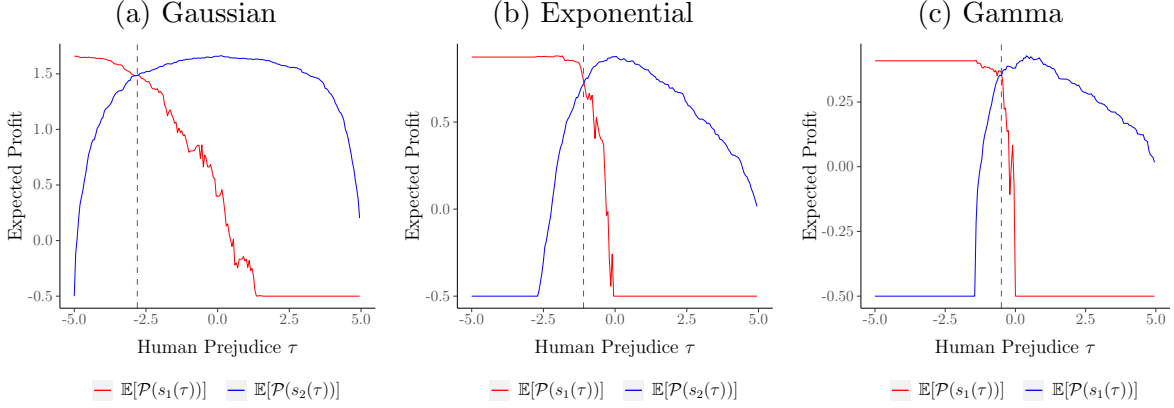 (a) Gaussian
(b) Exponential
(c) Gamma
Expected Profit
1.5
1.0
0.5
0.0
-0.5
-5.0 -2.5 0.0 2.5 5.0
Human Prejudice τ
𝔼[𝒫(s₁(τ))] 𝔼[𝒫(s₂(τ))]
Expected Profit
0.5
0.0
-0.5
-5.0 -2.5 0.0 2.5 5.0
Human Prejudice τ
𝔼[𝒫(s₁(τ))] 𝔼[𝒫(s₂(τ))]
Expected Profit
0.25
0.00
-0.25
-0.50
-5.0 -2.5 0.0 2.5 5.0
Human Prejudice τ
𝔼[𝒫(s₁(τ))] 𝔼[𝒫(s₁(τ))]